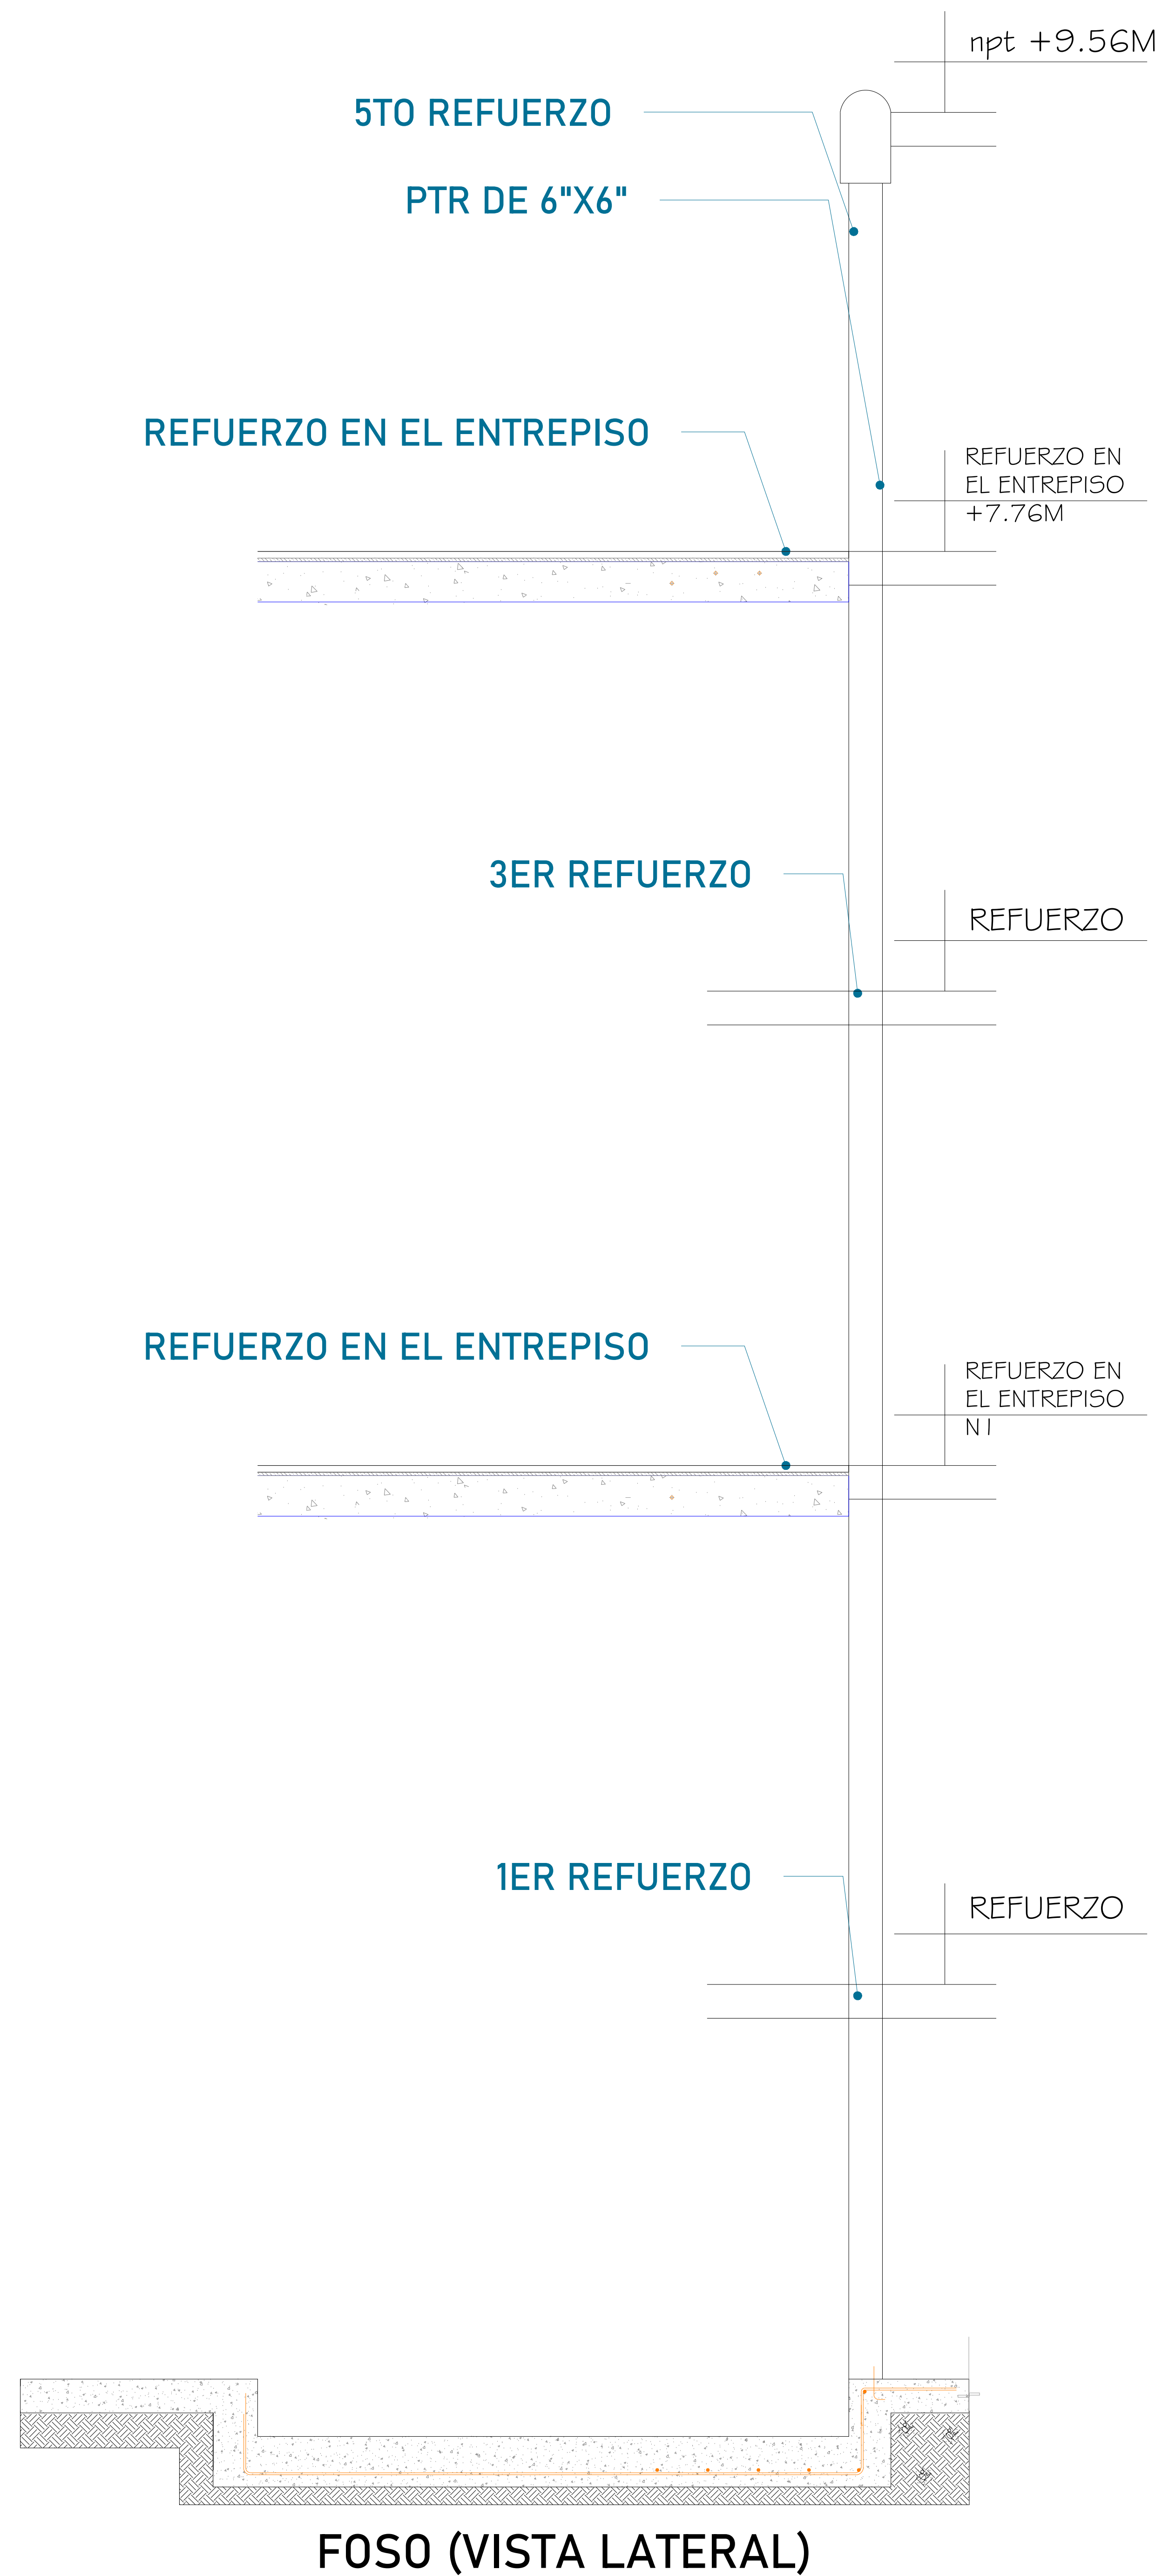 npt +9.56M
5TO REFUERZO
PTR DE 6"X6"
REFUERZO EN EL ENTREPISO
REFUERZO EN
EL ENTREPISO
+7.76M
3ER REFUERZO
REFUERZO
REFUERZO EN EL ENTREPISO
REFUERZO EN
EL ENTREPISO
N1
1ER REFUERZO
REFUERZO
FOSO (VISTA LATERAL)